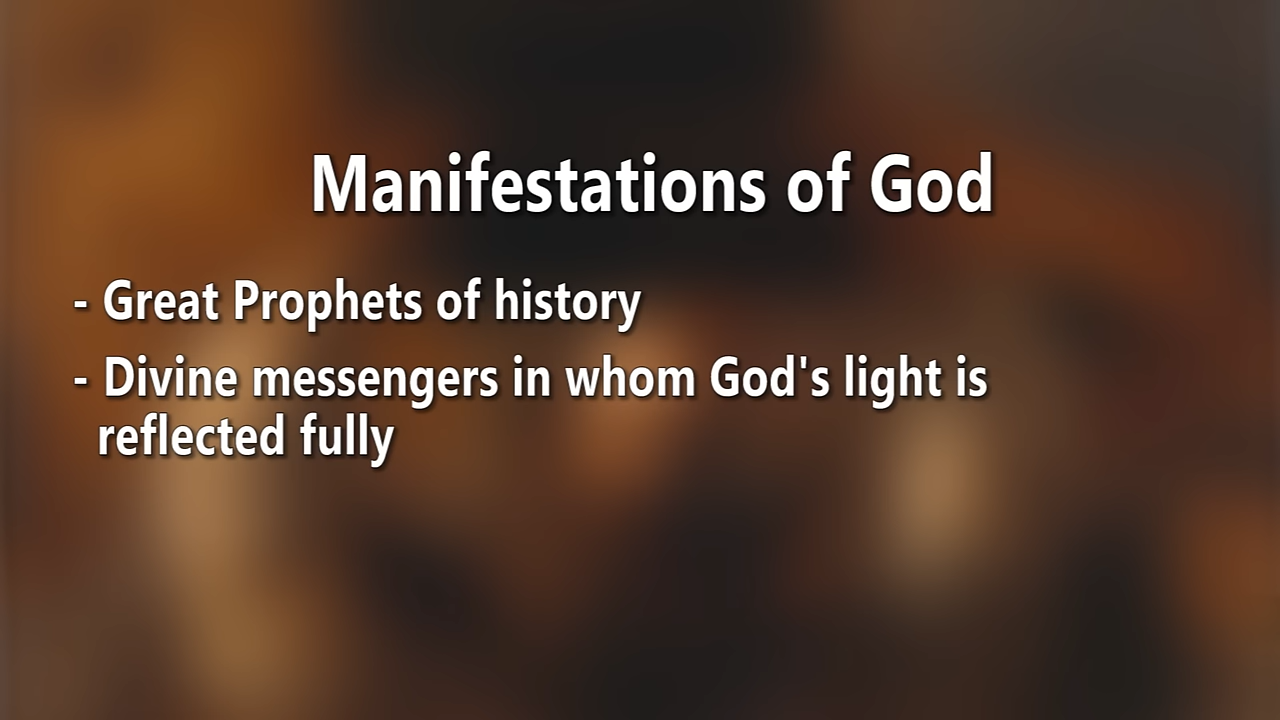 Manifestations of God
- Great Prophets of history
- Divine messengers in whom God's light is
reflected fully